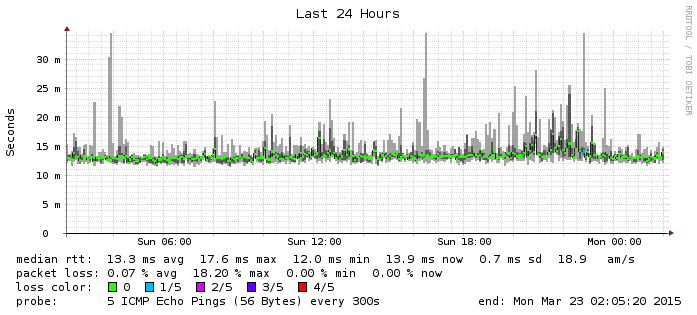 Last 24 Hours
RRDTOOL / TOBI OETIKER
Seconds
30 m
25 m
20 m
15 m
10 m
5 m
0
Sun 06:00 Sun 12:00 Sun 18:00 Mon 00:00
median rtt: 13.3 ms avg 17.6 ms max 12.0 ms min 13.9 ms now 0.7 ms sd 18.9 am/s
packet loss: 0.07 % avg 18.20 % max 0.00 % min 0.00 % now
loss color: 0 1/5 2/5 3/5 4/5
probe: 5 ICMP Echo Pings (56 Bytes) every 300s end: Mon Mar 23 02:05:20 2015